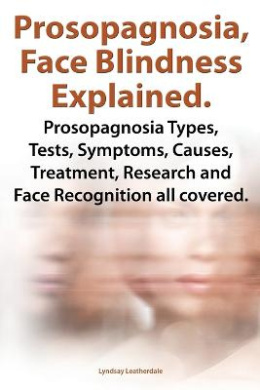 Prosopagnosia,
Face Blindness
Explained.
Prosopagnosia Types,
Tests, Symptoms, Causes,
Treatment, Research and
Face Recognition all covered.
Lyndsay Leatherdale